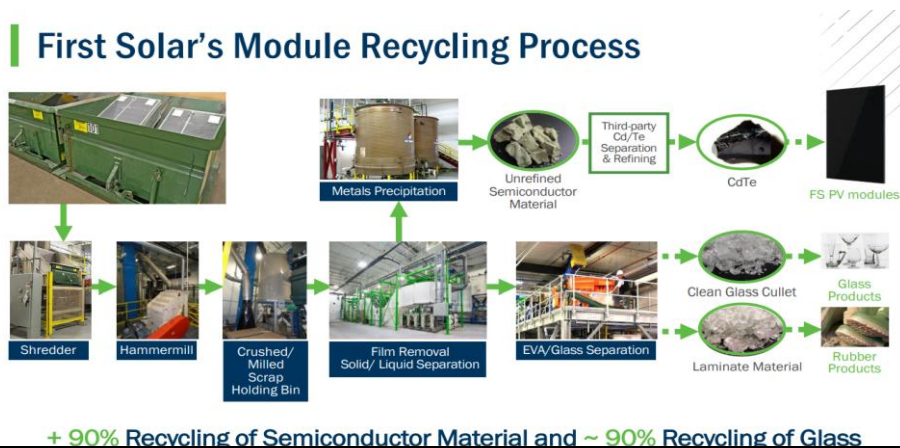 First Solar's Module Recycling Process
Metals Precipitation
Unrefined
Semiconductor
Material
Third-party
Cd/Te
Separation
& Refining
CdTe
FS PV modules
Shredder
Hammermill
Crushed/
Milled
Scrap
Holding Bin
Film Removal
Solid/ Liquid Separation
EVA/Glass Separation
Clean Glass Cullet
Glass
Products
Laminate Material
Rubber
Products
+ 90% Recycling of Semiconductor Material and ~ 90% Recycling of Glass